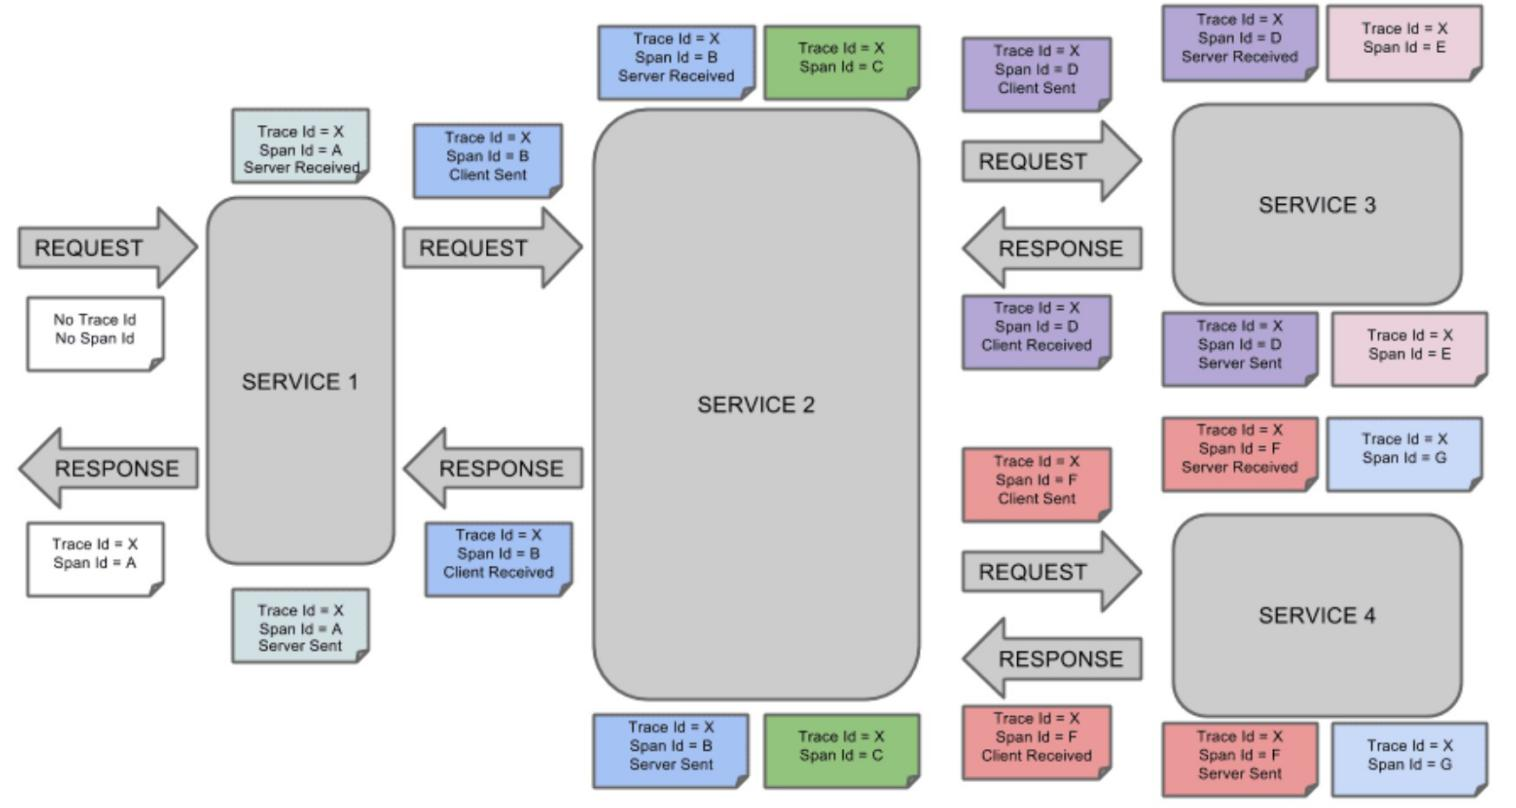 REQUEST
No Trace Id
No Span Id
RESPONSE
Trace Id = X
Span Id = A
Trace Id = X
Span Id = A
Server Received
SERVICE 1
Trace Id = X
Span Id = A
Server Sent
Trace Id = X
Span Id = B
Client Sent
REQUEST
RESPONSE
Trace Id = X
Span Id = B
Client Received
Trace Id = X
Span Id = B
Server Received
Trace Id = X
Span Id = C
SERVICE 2
Trace Id = X
Span Id = B
Server Sent
Trace Id = X
Span Id = C
Trace Id = X
Span Id = D
Client Sent
REQUEST
RESPONSE
Trace Id = X
Span Id = D
Client Received
Trace Id = X
Span Id = D
Server Received
Trace Id = X
Span Id = E
SERVICE 3
Trace Id = X
Span Id = D
Server Sent
Trace Id = X
Span Id = E
Trace Id = X
Span Id = F
Client Sent
REQUEST
RESPONSE
Trace Id = X
Span Id = F
Client Received
Trace Id = X
Span Id = F
Server Received
Trace Id = X
Span Id = G
SERVICE 4
Trace Id = X
Span Id = F
Server Sent
Trace Id = X
Span Id = G